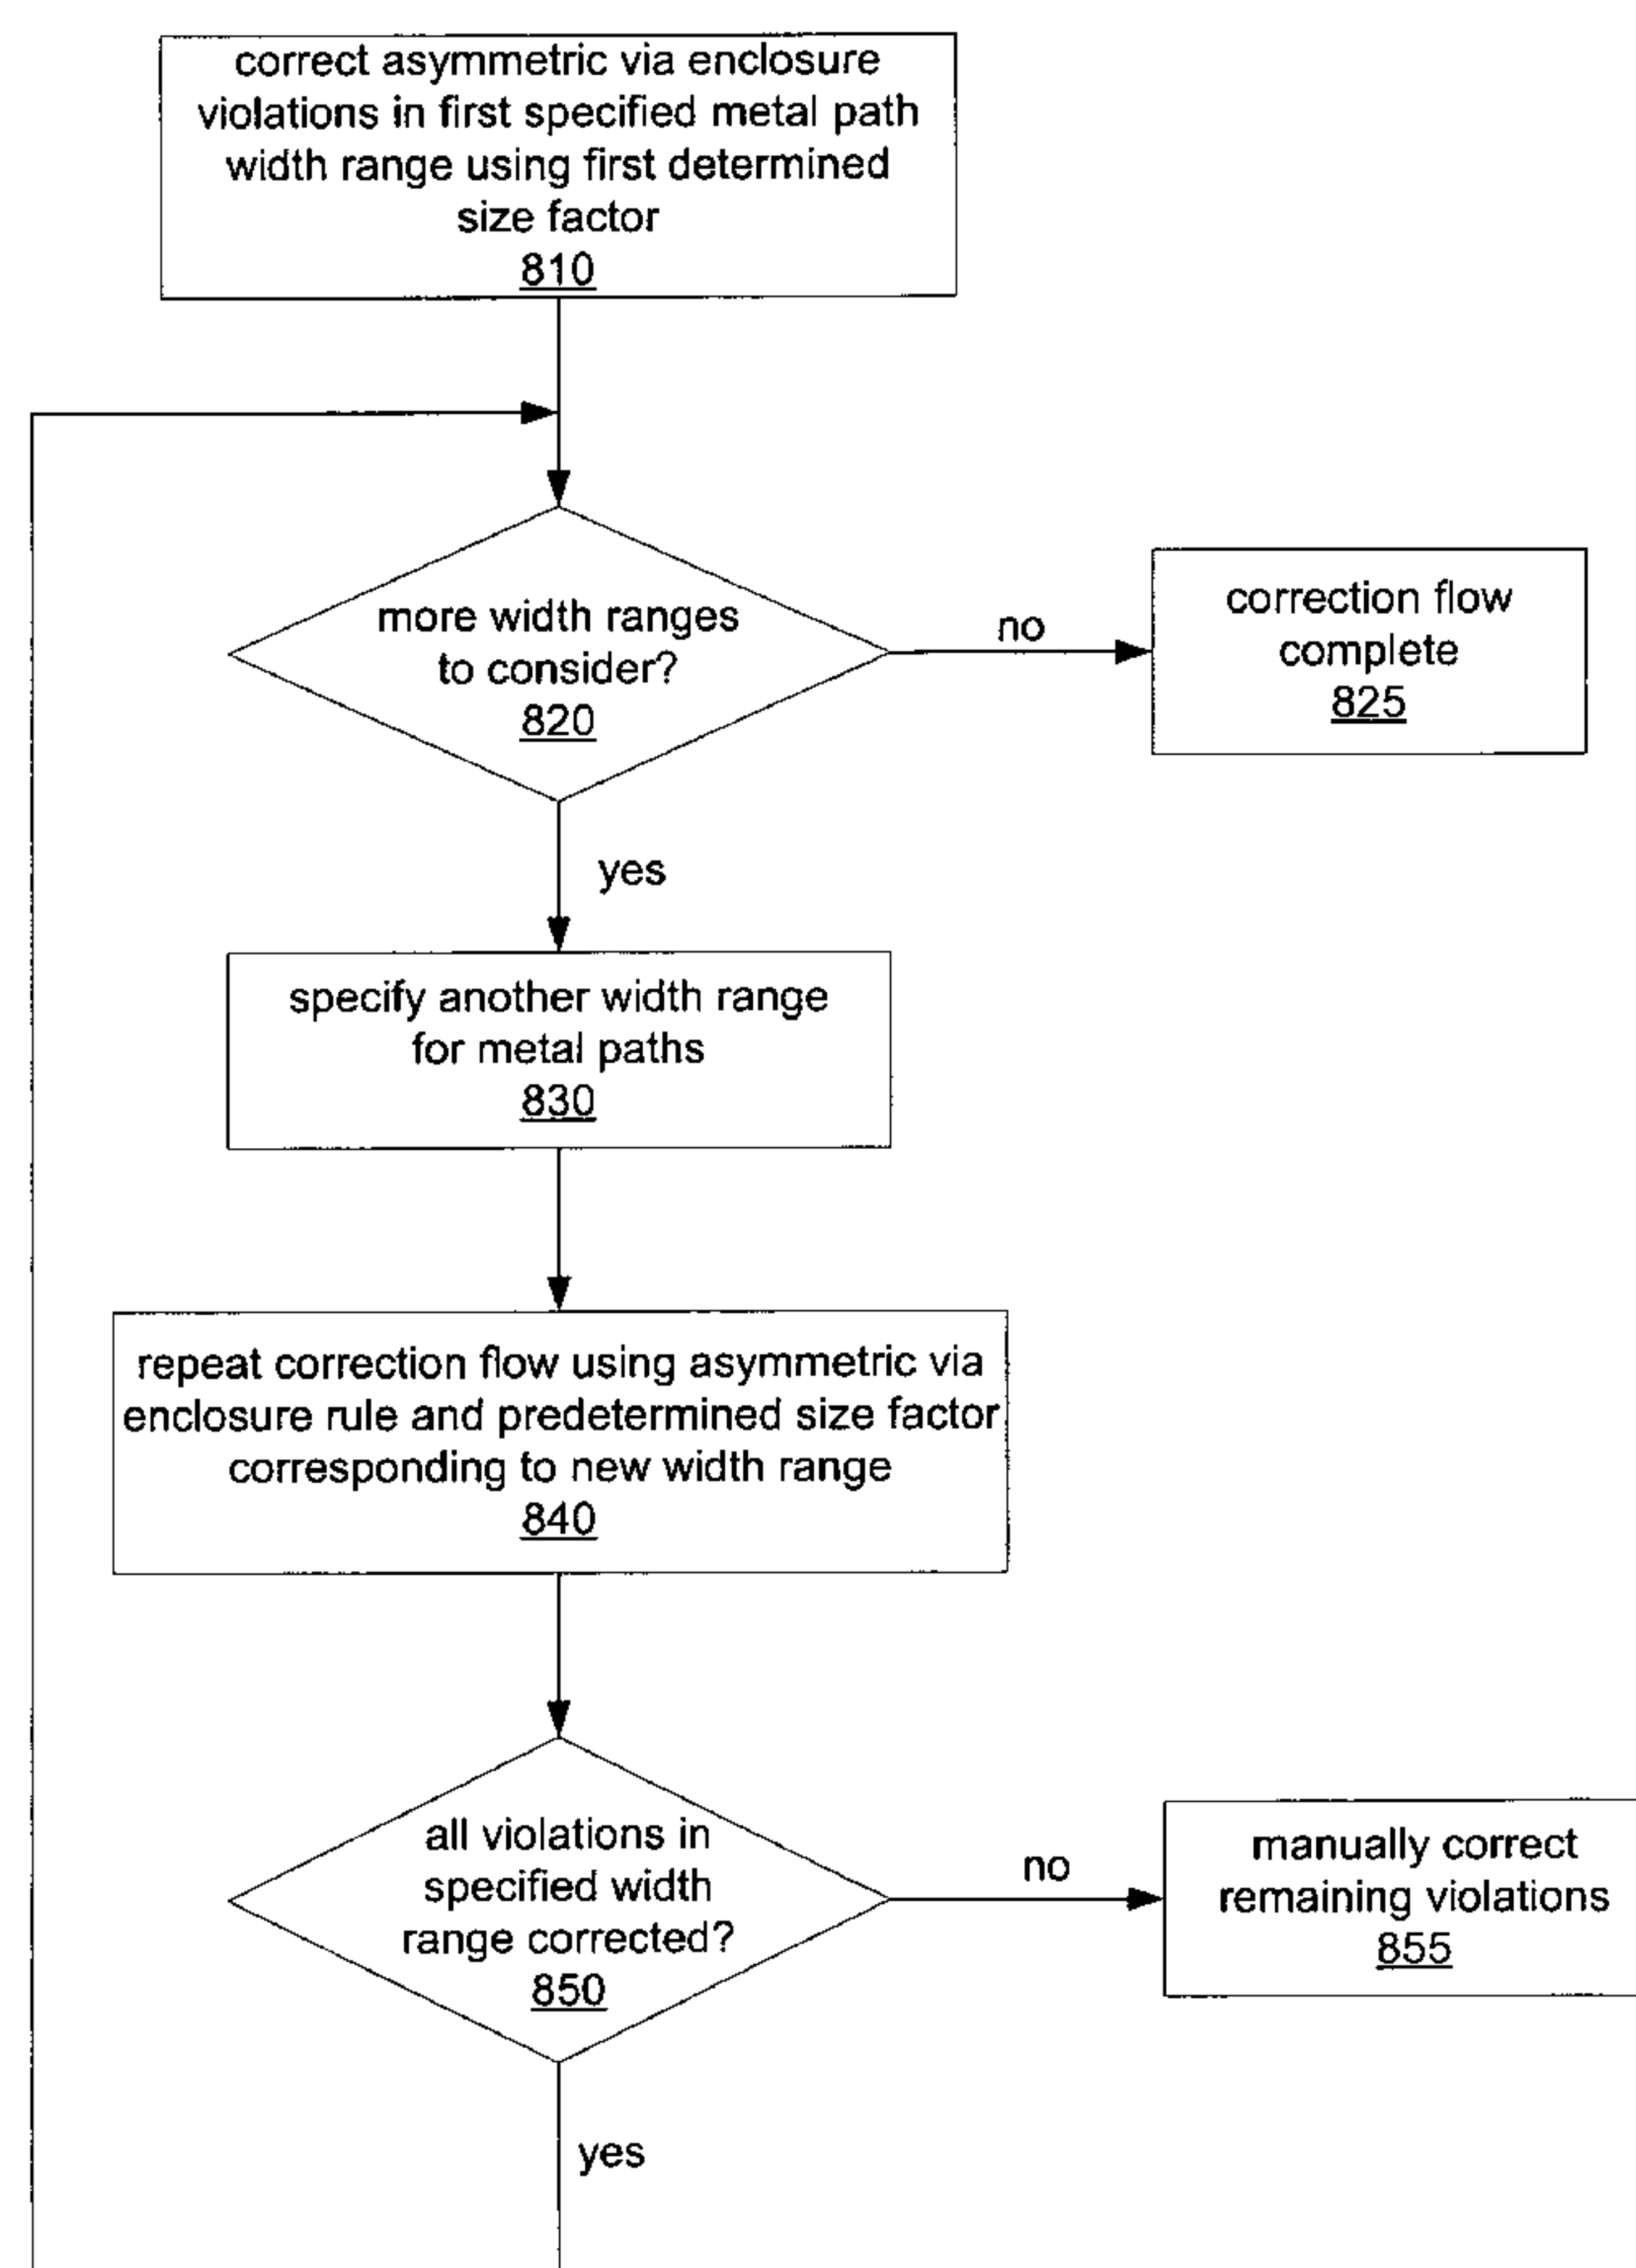 correct asymmetric via enclosure
violations in first specified metal path
width range using first determined
size factor
810
more width ranges
to consider?
820
no
correction flow
complete
825
yes
specify another width range
for metal paths
830
repeat correction flow using asymmetric via
enclosure rule and predetermined size factor
corresponding to new width range
840
all violations in
specified width
range corrected?
850
no
manually correct
remaining violations
855
yes